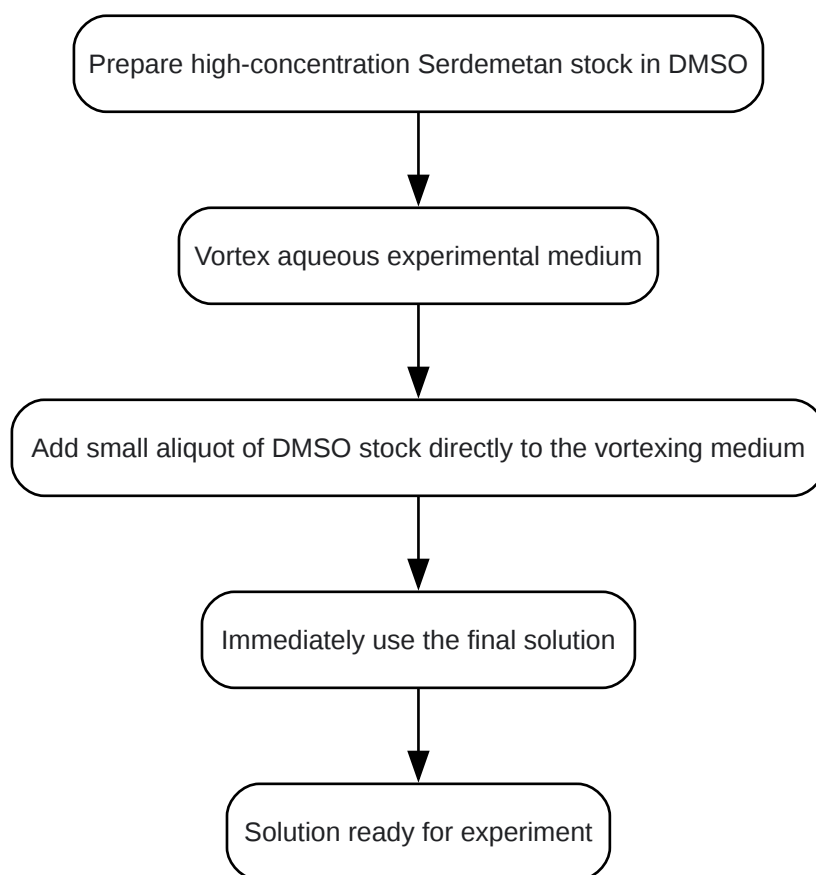 Prepare high-concentration Serdemetan stock in DMSO
Vortex aqueous experimental medium
Add small aliquot of DMSO stock directly to the vortexing medium
Immediately use the final solution
Solution ready for experiment